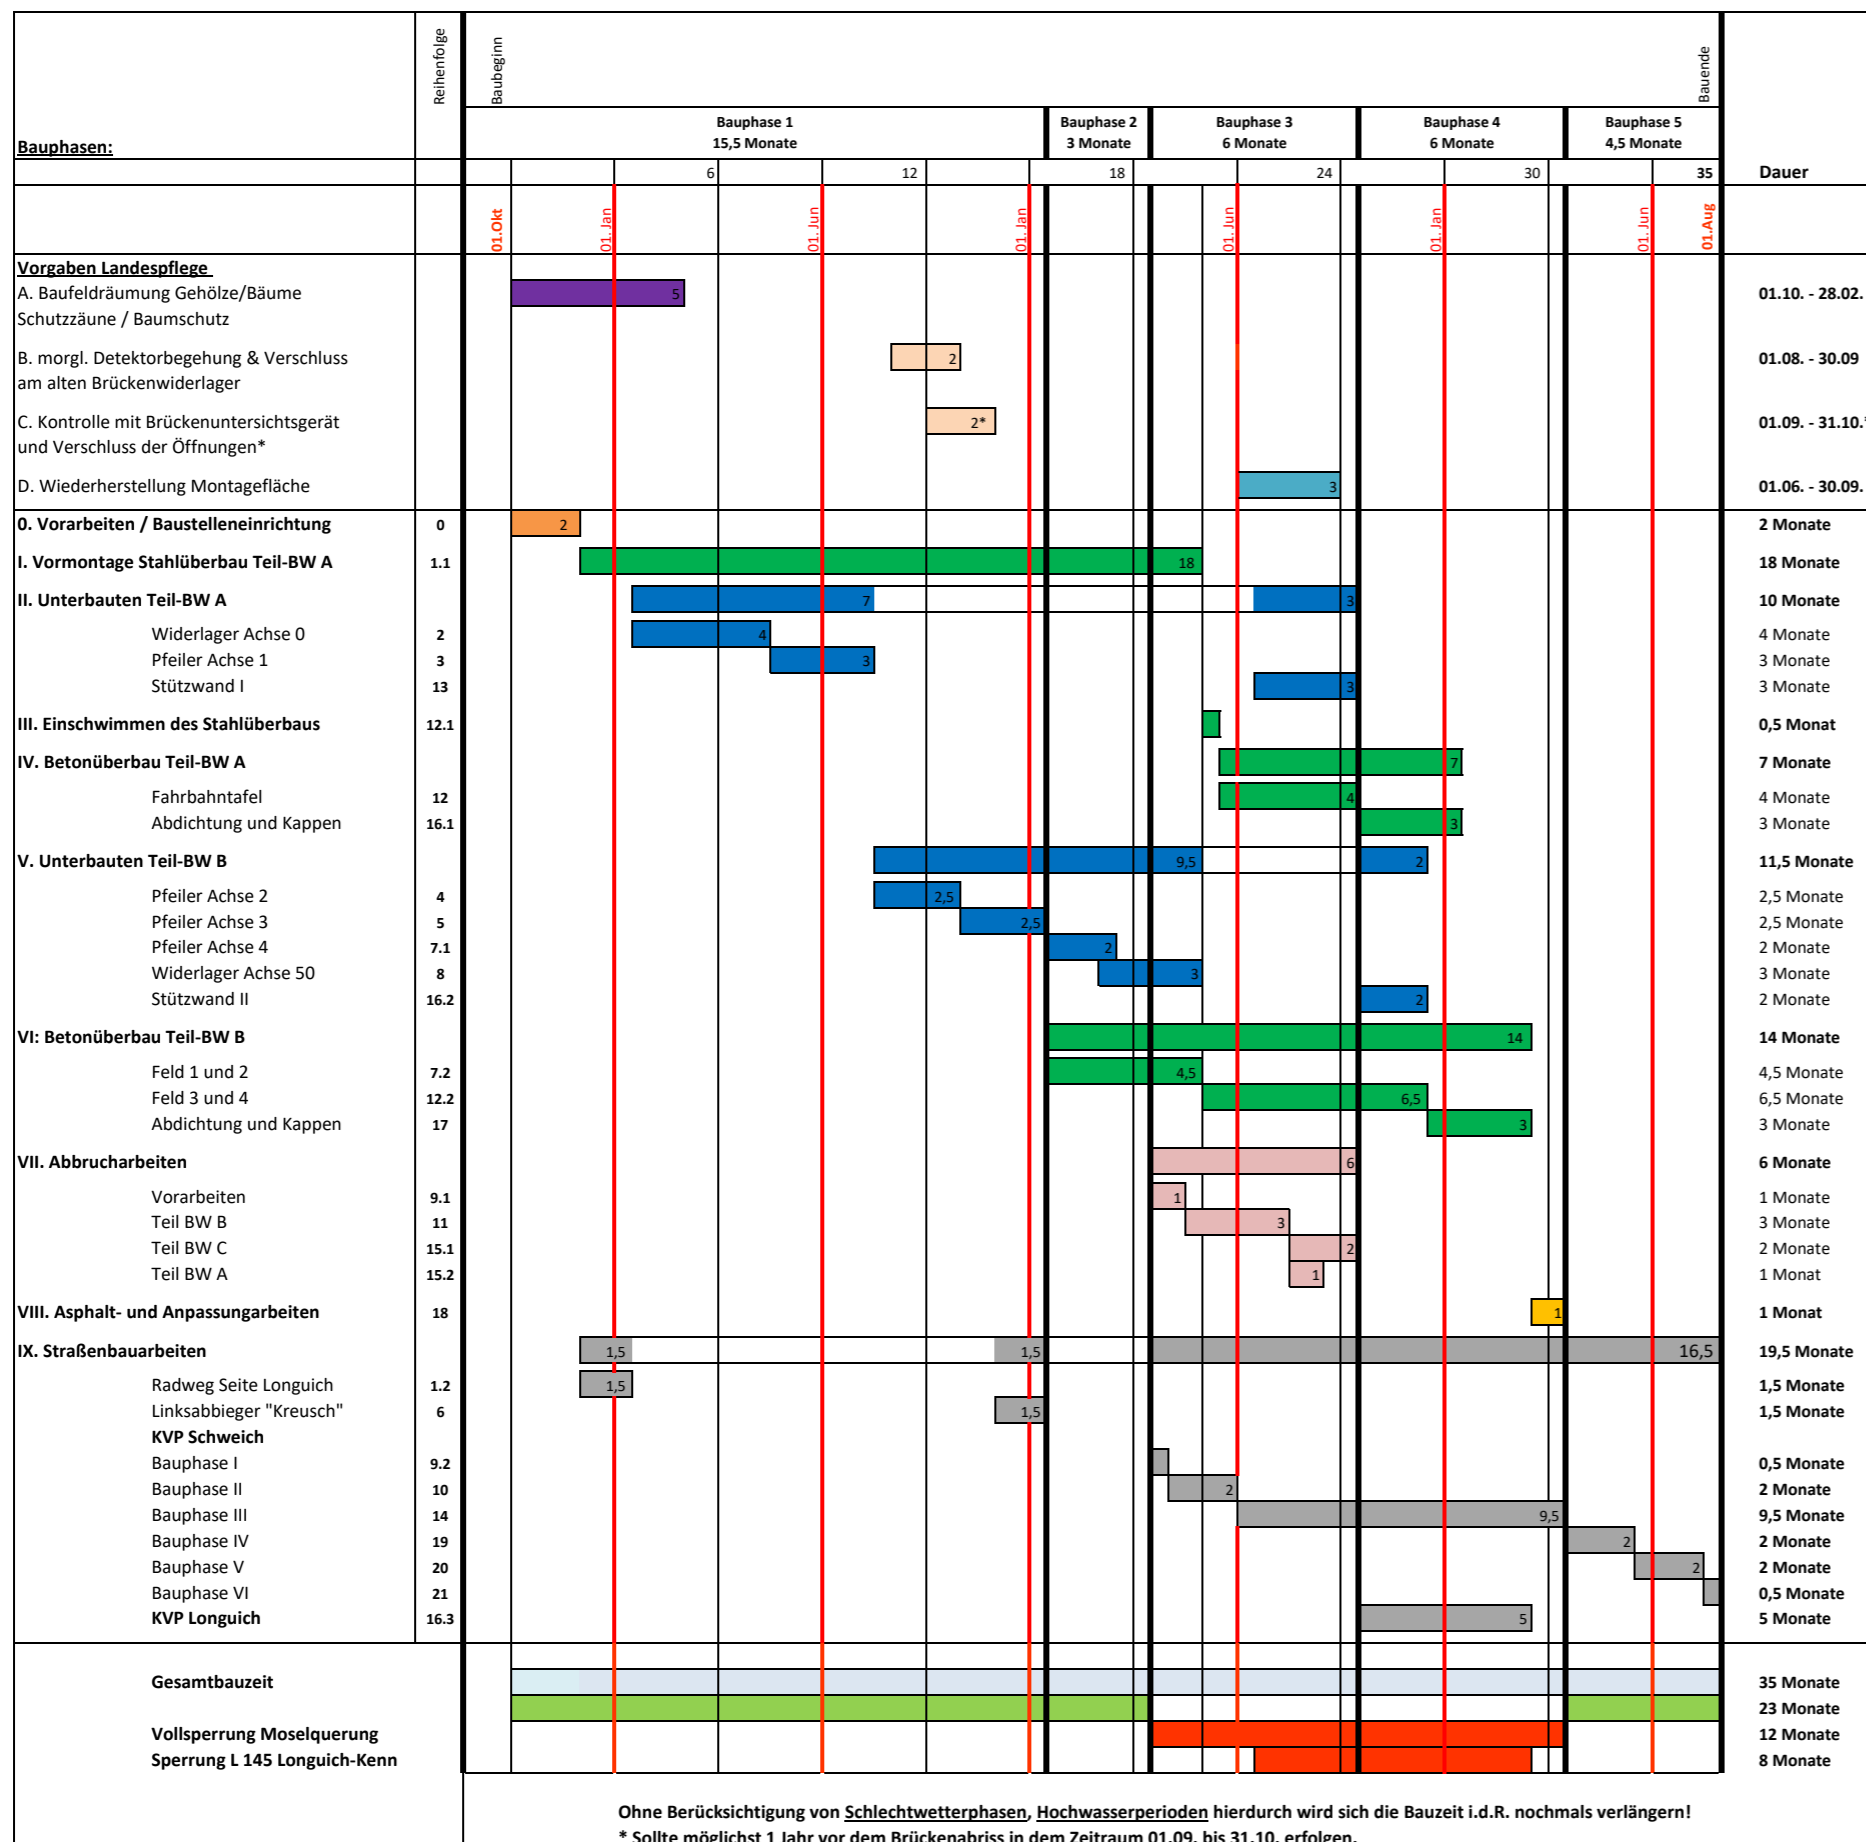 Reihenfolge
Baubeginn
Bauende
Bauphasen:
Bauphase 1
15,5 Monate
Bauphase 2
3 Monate
Bauphase 3
6 Monate
Bauphase 4
6 Monate
Bauphase 5
4,5 Monate
6 12 18 24 30 35 Dauer
01.Okt 01. Jan 01. Jun 01. Jan 01. Jun 01. Jan 01. Jun 01.Aug
Vorgaben Landespflege
A. Baufeldräumung Gehölze/Bäume 5 01.10. - 28.02.
Schutzzäune / Baumschutz
B. morgl. Detektorbegehung & Verschluss 2 01.08. - 30.09
am alten Brückenwiderlager
C. Kontrolle mit Brückenuntersichtsgerät 2* 01.09. - 31.10.*
und Verschluss der Öffnungen*
D. Wiederherstellung Montagefläche 3 01.06. - 30.09.
0. Vorarbeiten / Baustelleneinrichtung 0 2 2 Monate
I. Vormontage Stahlüberbau Teil-BW A 1.1 18 18 Monate
II. Unterbauten Teil-BW A 7 3 10 Monate
Widerlager Achse 0 2 4 4 Monate
Pfeiler Achse 1 3 3 3 Monate
Stützwand I 13 3 3 Monate
III. Einschwimmen des Stahlüberbaus 12.1 0,5 Monat
IV. Betonüberbau Teil-BW A 7 7 Monate
Fahrbahntafel 12 4 4 Monate
Abdichtung und Kappen 16.1 3 3 Monate
V. Unterbauten Teil-BW B 9,5 2 11,5 Monate
Pfeiler Achse 2 4 2,5 2,5 Monate
Pfeiler Achse 3 5 2,5 2,5 Monate
Pfeiler Achse 4 7.1 2 2 Monate
Widerlager Achse 50 8 3 3 Monate
Stützwand II 16.2 2 2 Monate
VI: Betonüberbau Teil-BW B 14 14 Monate
Feld 1 und 2 7.2 4,5 4,5 Monate
Feld 3 und 4 12.2 6,5 6,5 Monate
Abdichtung und Kappen 17 3 3 Monate
VII. Abbrucharbeiten 6 6 Monate
Vorarbeiten 9.1 1 1 Monate
Teil BW B 11 3 3 Monate
Teil BW C 15.1 2 2 Monate
Teil BW A 15.2 1 1 Monat
VIII. Asphalt- und Anpassungarbeiten 18 1 1 Monat
IX. Straßenbauarbeiten 1,5 1,5 16,5 19,5 Monate
Radweg Seite Longuich 1.2 1,5 1,5 Monate
Linksabbieger "Kreusch" 6 1,5 1,5 Monate
KVP Schweich
Bauphase I 9.2 0,5 Monate
Bauphase II 10 2 2 Monate
Bauphase III 14 9,5 9,5 Monate
Bauphase IV 19 2 2 Monate
Bauphase V 20 2 2 Monate
Bauphase VI 21 0,5 Monate
KVP Longuich 16.3 5 5 Monate
Gesamtbauzeit 35 Monate
23 Monate
Vollsperrung Moselquerung 12 Monate
Sperrung L 145 Longuich-Kenn 8 Monate
Ohne Berücksichtigung von Schlechtwetterphasen, Hochwasserperioden hierdurch wird sich die Bauzeit i.d.R. nochmals verlängern!
* Sollte möglichst 1 Jahr vor dem Brückenabriss in dem Zeitraum 01.09. bis 31.10. erfolgen.